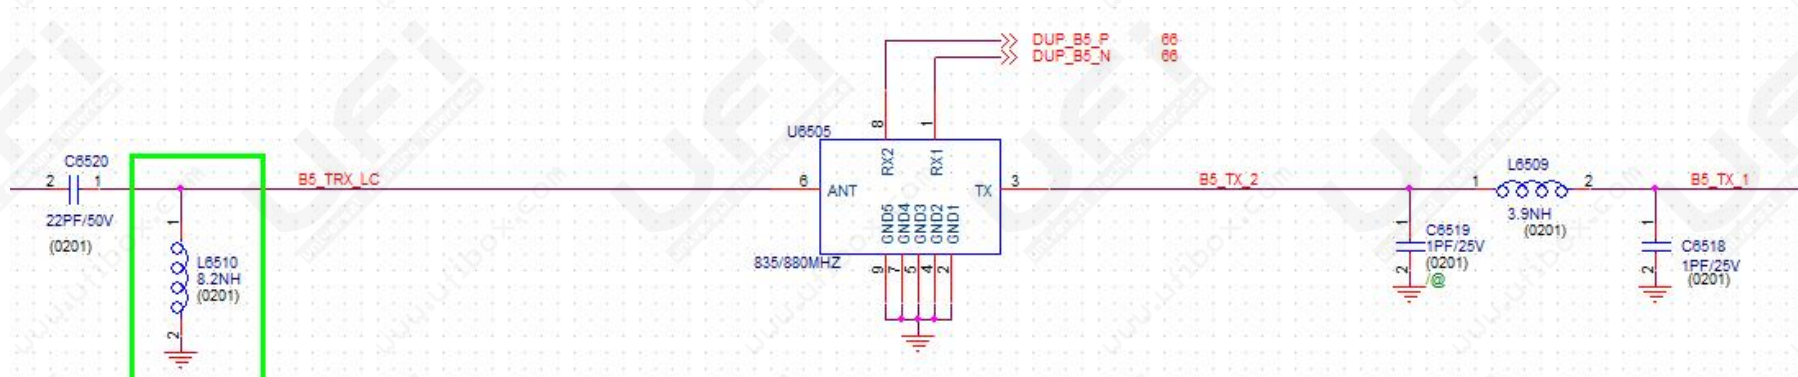 DUP_B5_P 66
DUP_B5_N 66
8
1
U6505
C6520
2
1
B5_TRX_LC
6
ANT
RX2
RX1
TX
3
B5_TX_2
1
L6509
2
B5_TX_1
22PF/50V
(0201)
3.9NH
(0201)
1
L6510
8.2NH
(0201)
2
GND5
GND4
GND3
GND2
GND1
835/880MHZ
9
7
5
4
2
1
C6519
1PF/25V
(0201)
/@
2
1
C6518
1PF/25V
(0201)
2
UFi